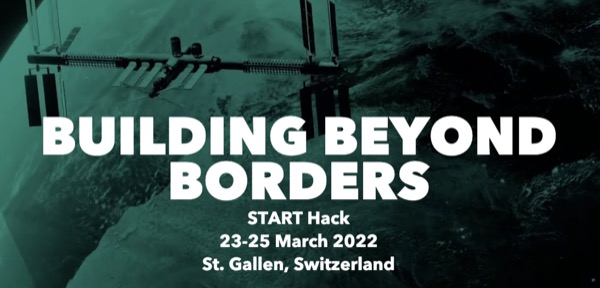 BUILDING BEYOND
BORDERS
START Hack
23-25 March 2022
St. Gallen, Switzerland